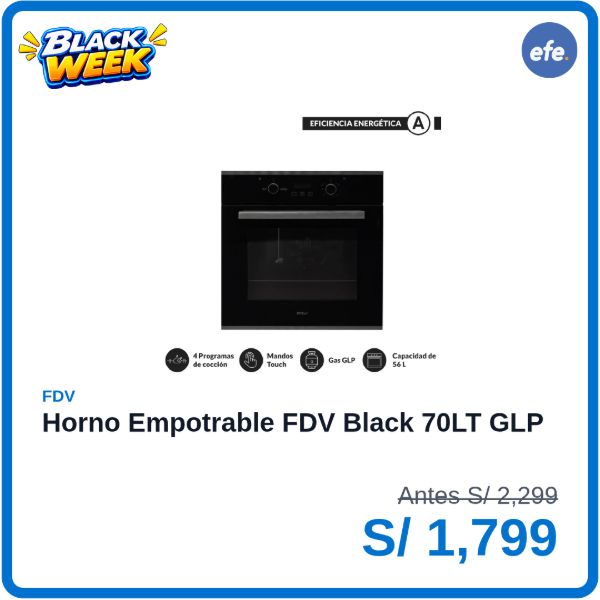 BLACK
WEEK
efe.
EFICIENCIA ENERGÉTICA A
4 Programas
de cocción
Mandos
Touch
Gas GLP
Capacidad de
56 L
FDV
Horno Empotrable FDV Black 70LT GLP
Antes S/ 2,299
S/ 1,799